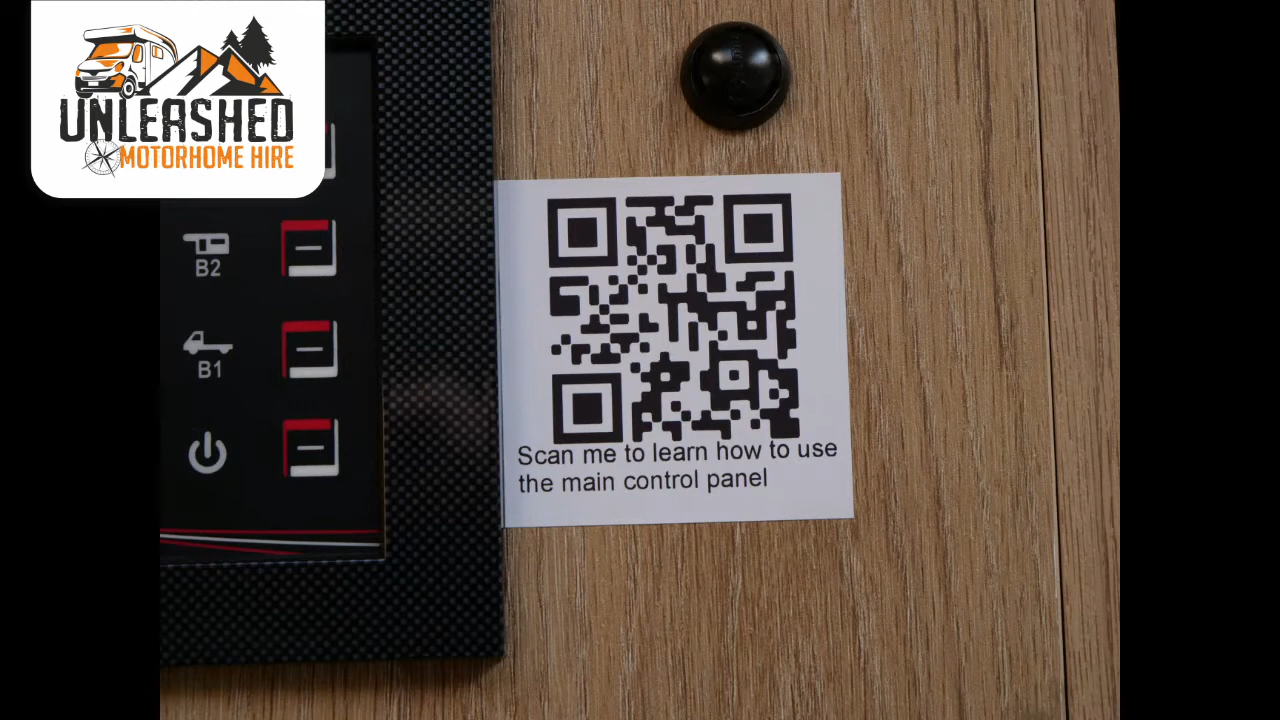 UNLEASHED
MOTORHOME HIRE
B2
B1
Scan me to learn how to use
the main control panel